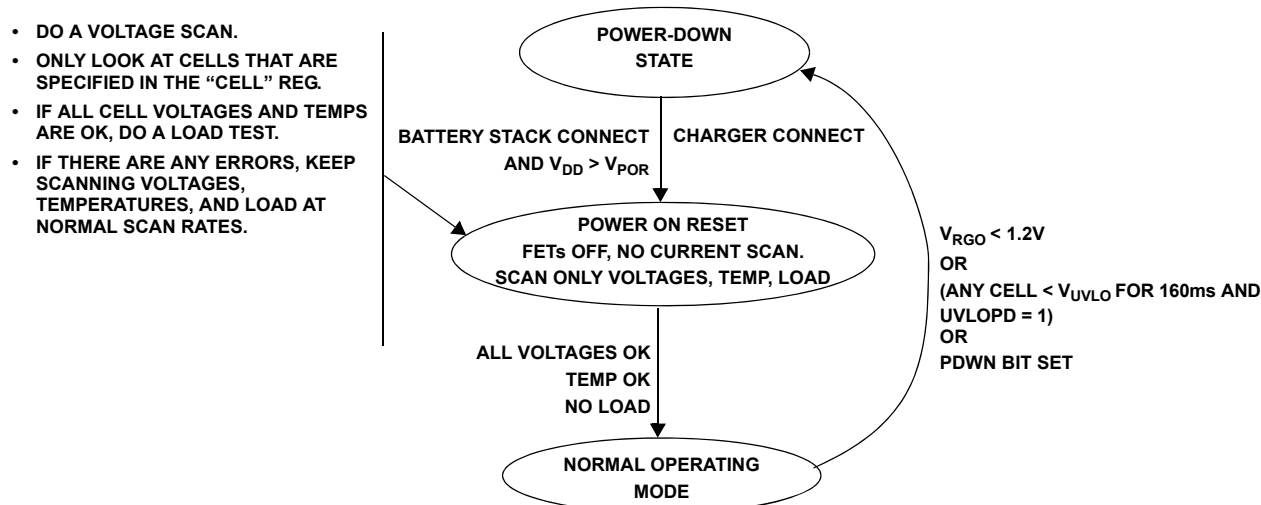 • DO A VOLTAGE SCAN.
• ONLY LOOK AT CELLS THAT ARE
SPECIFIED IN THE “CELL” REG.
• IF ALL CELL VOLTAGES AND TEMPS
ARE OK, DO A LOAD TEST.
• IF THERE ARE ANY ERRORS, KEEP
SCANNING VOLTAGES,
TEMPERATURES, AND LOAD AT
NORMAL SCAN RATES.
POWER-DOWN
STATE
BATTERY STACK CONNECT
AND VDD > VPOR
CHARGER CONNECT
POWER ON RESET
FETs OFF, NO CURRENT SCAN.
SCAN ONLY VOLTAGES, TEMP, LOAD
VRGO < 1.2V
OR
(ANY CELL < VUVLO FOR 160ms AND
UVLOPD = 1)
OR
PDWN BIT SET
ALL VOLTAGES OK
TEMP OK
NO LOAD
NORMAL OPERATING
MODE